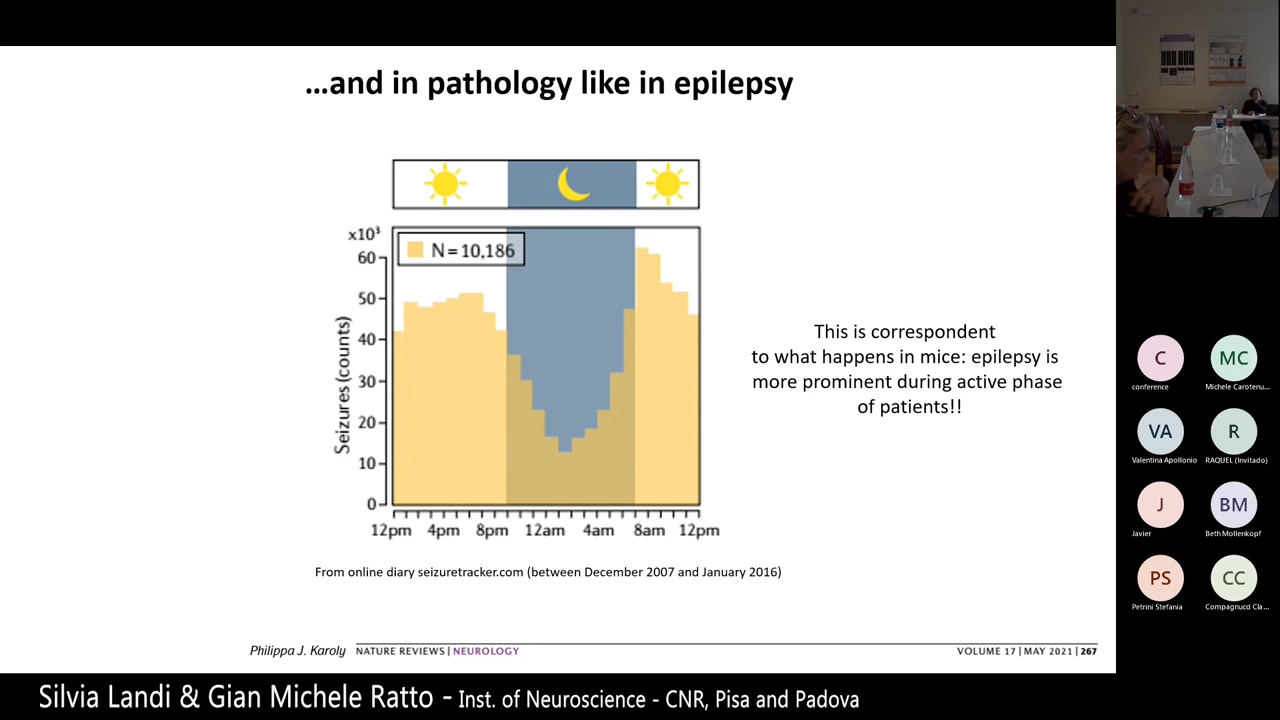 …and in pathology like in epilepsy
x10³
N = 10,186
60
50
40
30
20
10
0
Seizures (counts)
12pm 4pm 8pm 12am 4am 8am 12pm
This is correspondent
to what happens in mice: epilepsy is
more prominent during active phase
of patients!!
From online diary seizuretracker.com (between December 2007 and January 2016)
Philippa J. Karoly NATURE REVIEWS | NEUROLOGY VOLUME 17 | MAY 2021 | 267
C MC
conference Michele Carotenu...
VA R
Valentina Apollonio RAQUEL (Invitado)
J BM
Javier Beth Mollenkopf
PS CC
Petrini Stefania Compagnucci Cla...
Silvia Landi & Gian Michele Ratto - Inst. of Neuroscience - CNR, Pisa and Padova